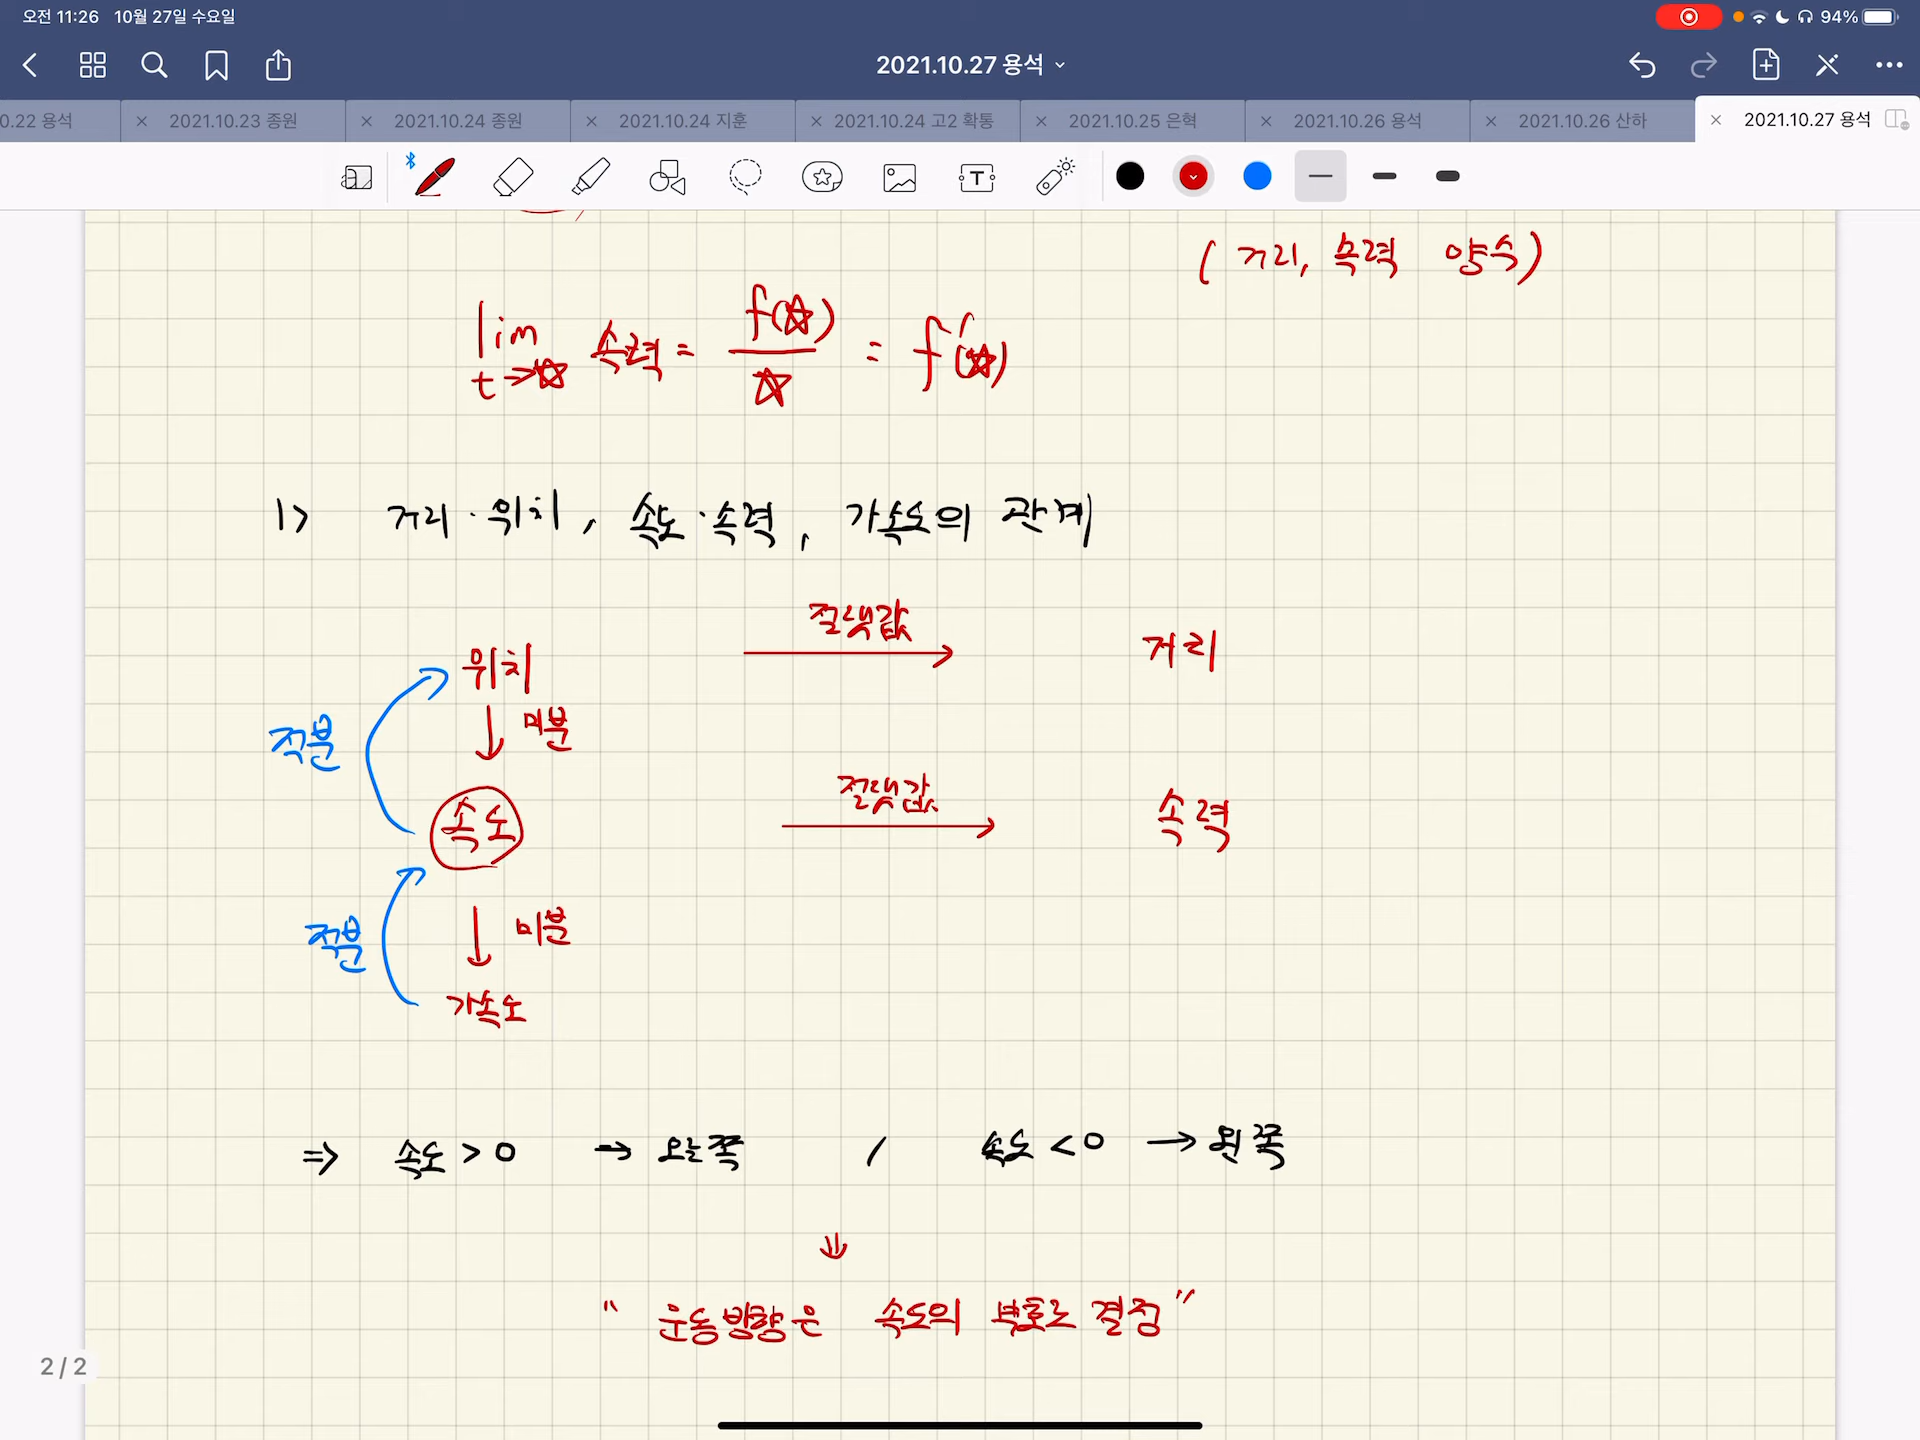 오전 11:26 10월 27일 수요일 94%
2021.10.27 용석
0.22 용석 2021.10.23 종원 2021.10.24 종원 2021.10.24 지훈 2021.10.24 고2 확통 2021.10.25 은혁 2021.10.26 용석 2021.10.26 산하 2021.10.27 용석
(거리, 속력 양수)
lim t→☆ 속력 = f(☆)/☆ = f'(☆)
1> 거리·위치, 속도·속력, 가속도의 관계
위치 절댓값 거리
적분 미분
속도 절댓값 속력
적분 미분
가속도
⇒ 속도 > 0 → 오른쪽 / 속도 < 0 → 왼쪽
⇓
" 운동방향은 속도의 부호로 결정 "
2 / 2